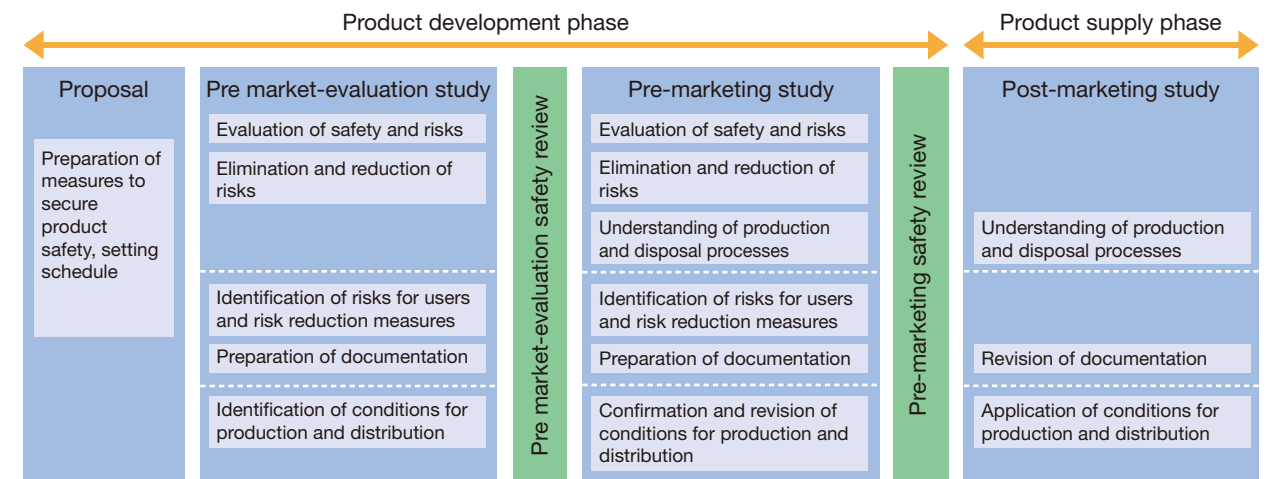 Product development phase
Product supply phase
Proposal
Preparation of
measures to
secure
product
safety, setting
schedule
Pre market-evaluation study
Evaluation of safety and risks
Elimination and reduction of
risks
Identification of risks for users
and risk reduction measures
Preparation of documentation
Identification of conditions for
production and distribution
Pre market-evaluation safety review
Pre-marketing study
Evaluation of safety and risks
Elimination and reduction of
risks
Understanding of production
and disposal processes
Identification of risks for users
and risk reduction measures
Preparation of documentation
Confirmation and revision of
conditions for production and
distribution
Pre-marketing safety review
Post-marketing study
Understanding of production
and disposal processes
Revision of documentation
Application of conditions for
production and distribution